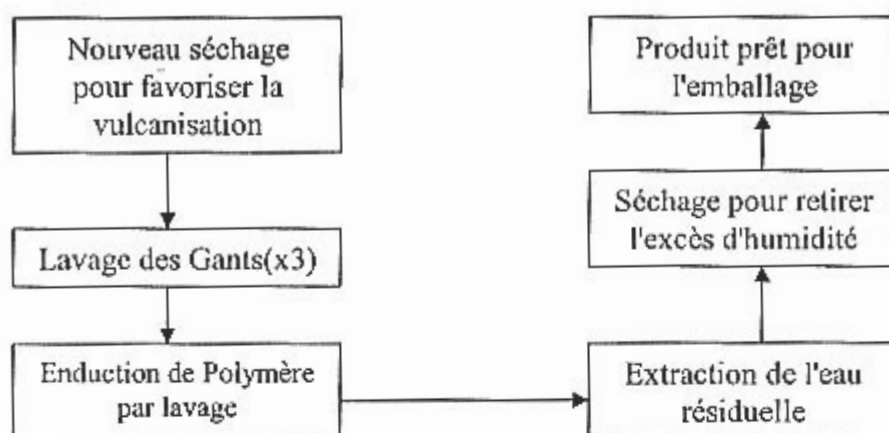 Nouveau séchage
pour favoriser la
vulcanisation
Lavage des Gants(x3)
Enduction de Polymère
par lavage
Extraction de l'eau
résiduelle
Séchage pour retirer
l'excès d'humidité
Produit prêt pour
l'emballage